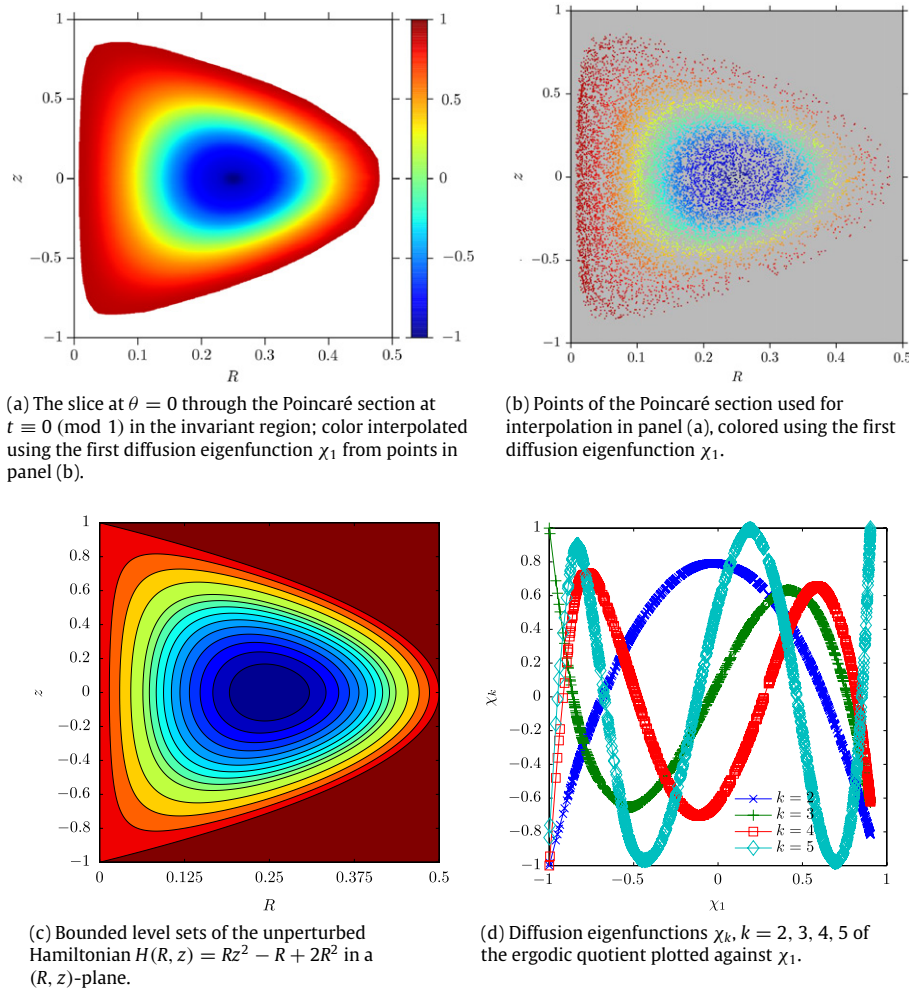 1
0.5
0
−0.5
−1
z
0
0.1
0.2
0.3
0.4
0.5
R
1
0.5
0
−0.5
−1
1
0.5
0
−0.5
−1
z
0
0.1
0.2
0.3
0.4
0.5
R
(a) The slice at θ = 0 through the Poincaré section at
t ≡ 0 (mod 1) in the invariant region; color interpolated
using the first diffusion eigenfunction χ₁ from points in
panel (b).
(b) Points of the Poincaré section used for
interpolation in panel (a), colored using the first
diffusion eigenfunction χ₁.
1
0.8
0.6
0.4
0.2
0
−0.2
−0.4
−0.6
−0.8
−1
z
0
0.125
0.25
0.375
0.5
R
1
0.8
0.6
0.4
0.2
0
−0.2
−0.4
−0.6
−0.8
−1
χₖ
k = 2
k = 3
k = 4
k = 5
−1
−0.5
0
0.5
1
χ₁
(c) Bounded level sets of the unperturbed
Hamiltonian H(R, z) = Rz² − R + 2R² in a
(R, z)-plane.
(d) Diffusion eigenfunctions χₖ, k = 2, 3, 4, 5 of
the ergodic quotient plotted against χ₁.